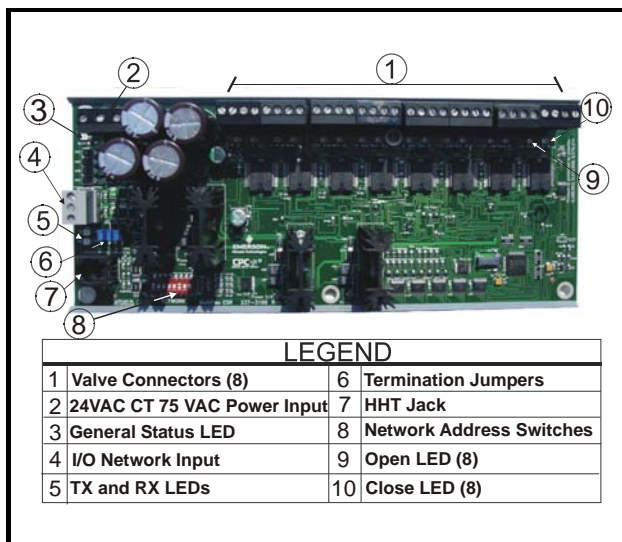 1
2
10
3
4
9
5
6
7
EMERSON
CPC
8
LEGEND
1 Valve Connectors (8) 6 Termination Jumpers
2 24VAC CT 75 VAC Power Input 7 HHT Jack
3 General Status LED 8 Network Address Switches
4 I/O Network Input 9 Open LED (8)
5 TX and RX LEDs 10 Close LED (8)